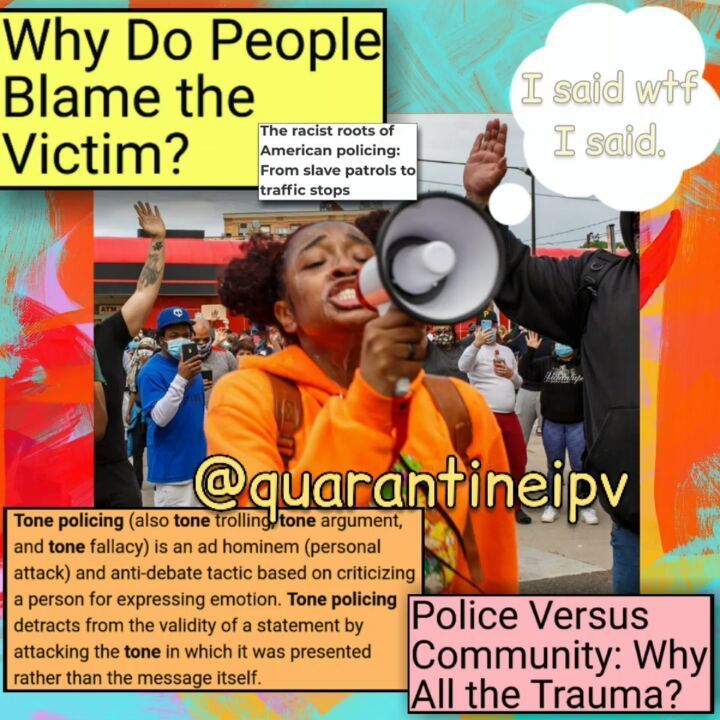 Why Do People
Blame the
Victim?
The racist roots of
American policing:
From slave patrols to
traffic stops
I said wtf
I said.
ATM
P
@quarantineipv
Tone policing (also tone trolling, tone argument,
and tone fallacy) is an ad hominem (personal
attack) and anti-debate tactic based on criticizing
a person for expressing emotion. Tone policing
detracts from the validity of a statement by
attacking the tone in which it was presented
rather than the message itself.
Police Versus
Community: Why
All the Trauma?